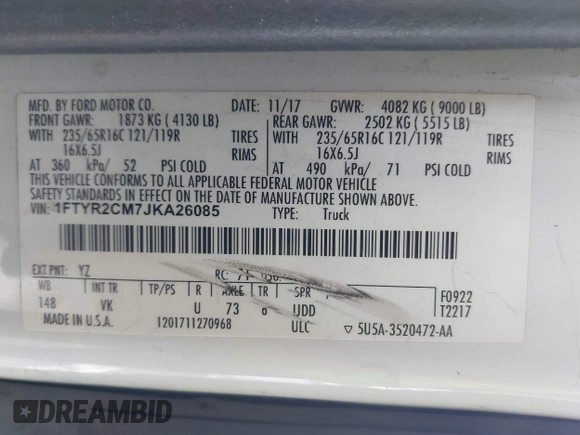 MFD. BY FORD MOTOR CO. DATE: 11/17 GVWR: 4082 KG ( 9000 LB)
FRONT GAWR: 1873 KG ( 4130 LB) REAR GAWR: 2502 KG ( 5515 LB)
WITH 235/65R16C 121/119R TIRES WITH 235/65R16C 121/119R TIRES
16X6.5J RIMS 16X6.5J RIMS
AT 360 kPa/ 52 PSI COLD AT 490 kPa/ 71 PSI COLD
THIS VEHICLE CONFORMS TO ALL APPLICABLE FEDERAL MOTOR VEHICLE
SAFETY STANDARDS IN EFFECT ON THE DATE OF MANUFACTURE SHOWN ABOVE.
VIN: 1FTYR2CM7JKA26085 TYPE: Truck
EXT PNT: YZ RC: 71
WB INT TR TP/PS R AXLE TR SPR F0922
148 VK U 73 UDD T2217
MADE IN U.S.A. 1201711270968 ULC ▽ 5U5A-3520472-AA
DREAMBID